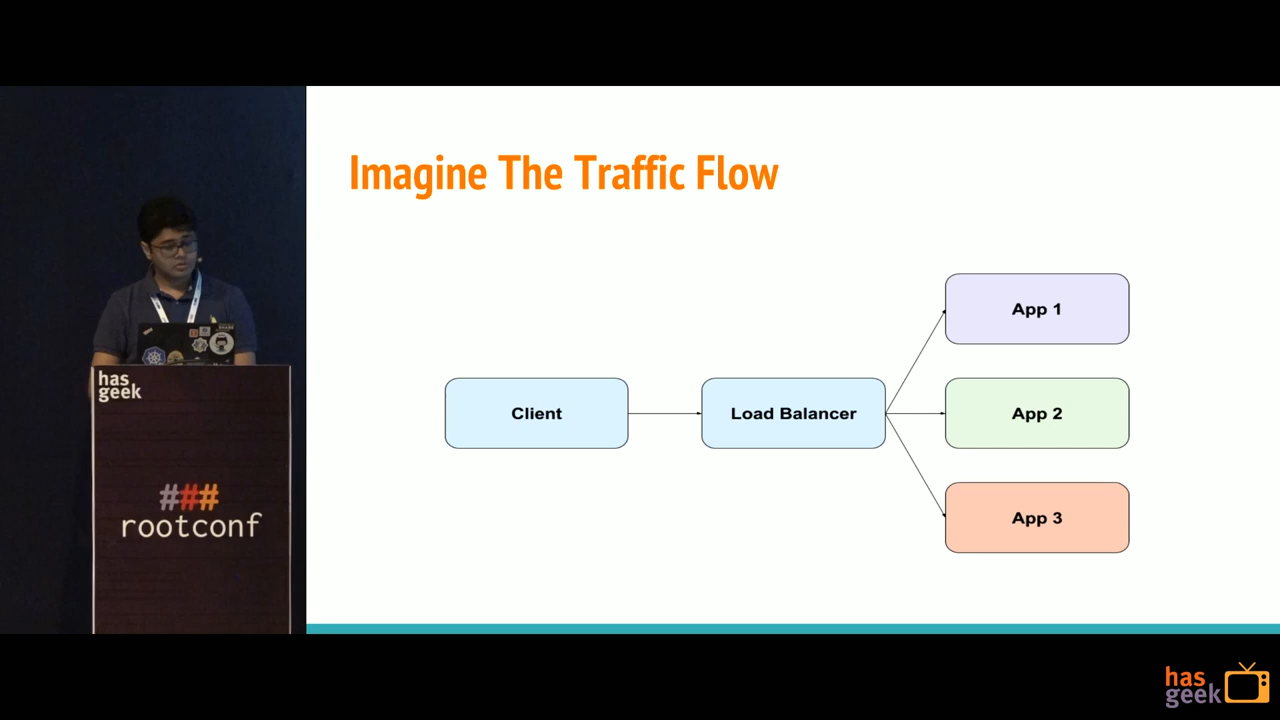 Imagine The Traffic Flow
App 1
Client
Load Balancer
App 2
App 3
has
geek
###
rootconf
has
geek